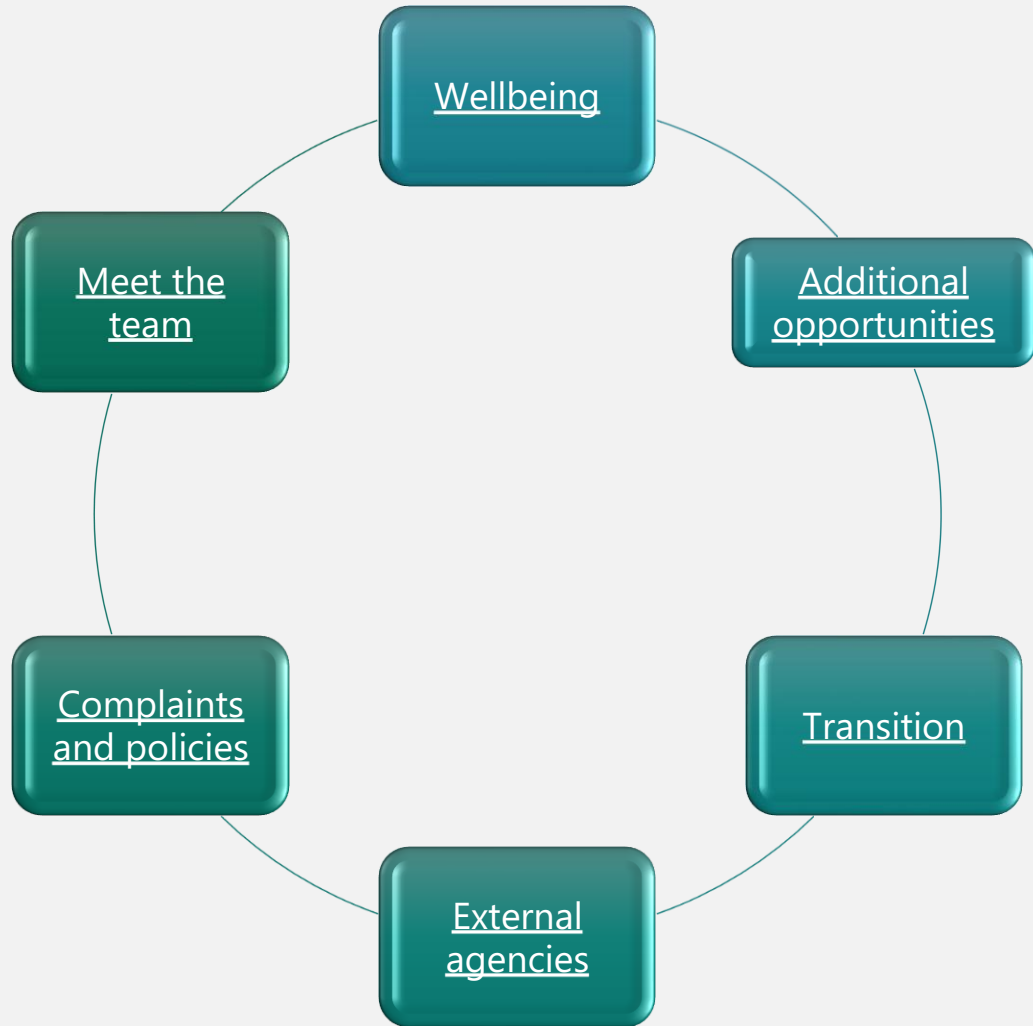 Wellbeing
Additional
opportunities
Transition
External
agencies
Complaints
and policies
Meet the
team